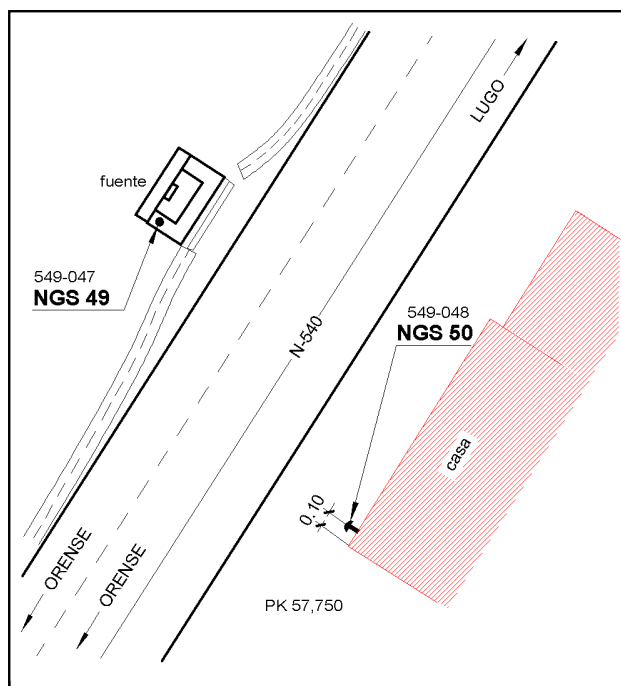 LUGO
fuente
549-047
NGS 49
549-048
NGS 50
N-540
casa
0.10
ORENSE
ORENSE
PK 57,750